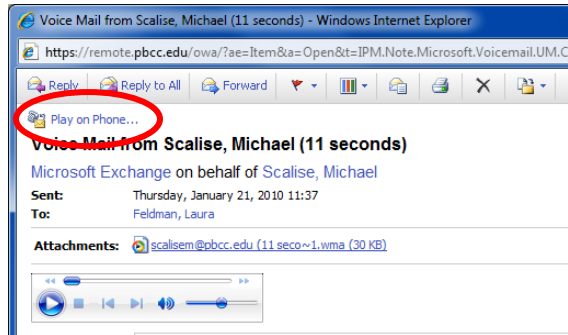 Voice Mail from Scalise, Michael (11 seconds) - Windows Internet Explorer
https://remote.pbcc.edu/owa/?ae=Item&a=Open&t=IPM.Note.Microsoft.Voicemail.UM.C
Reply Reply to All Forward
Play on Phone...
Voice Mail from Scalise, Michael (11 seconds)
Microsoft Exchange on behalf of Scalise, Michael
Sent: Thursday, January 21, 2010 11:37
To: Feldman, Laura
Attachments: scalisem@pbcc.edu (11 seco~1.wma (30 KB)